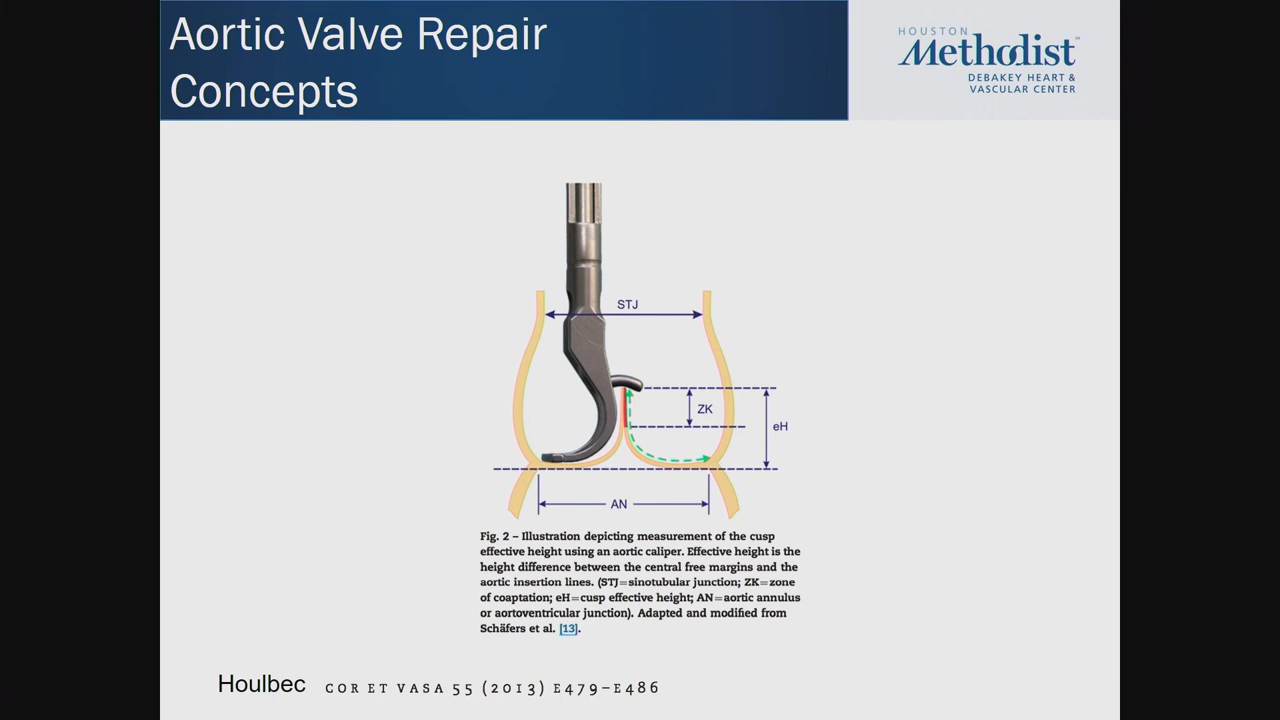 Aortic Valve Repair
Concepts
HOUSTON
Methodist
DEBAKEY HEART &
VASCULAR CENTER
STJ
ZK
eH
AN
Fig. 2 – Illustration depicting measurement of the cusp
effective height using an aortic caliper. Effective height is the
height difference between the central free margins and the
aortic insertion lines. (STJ=sinotubular junction; ZK=zone
of coaptation; eH=cusp effective height; AN=aortic annulus
or aortoventricular junction). Adapted and modified from
Schäfers et al. [13].
Houlbec COR ET VASA 55 (2013) E479–E486